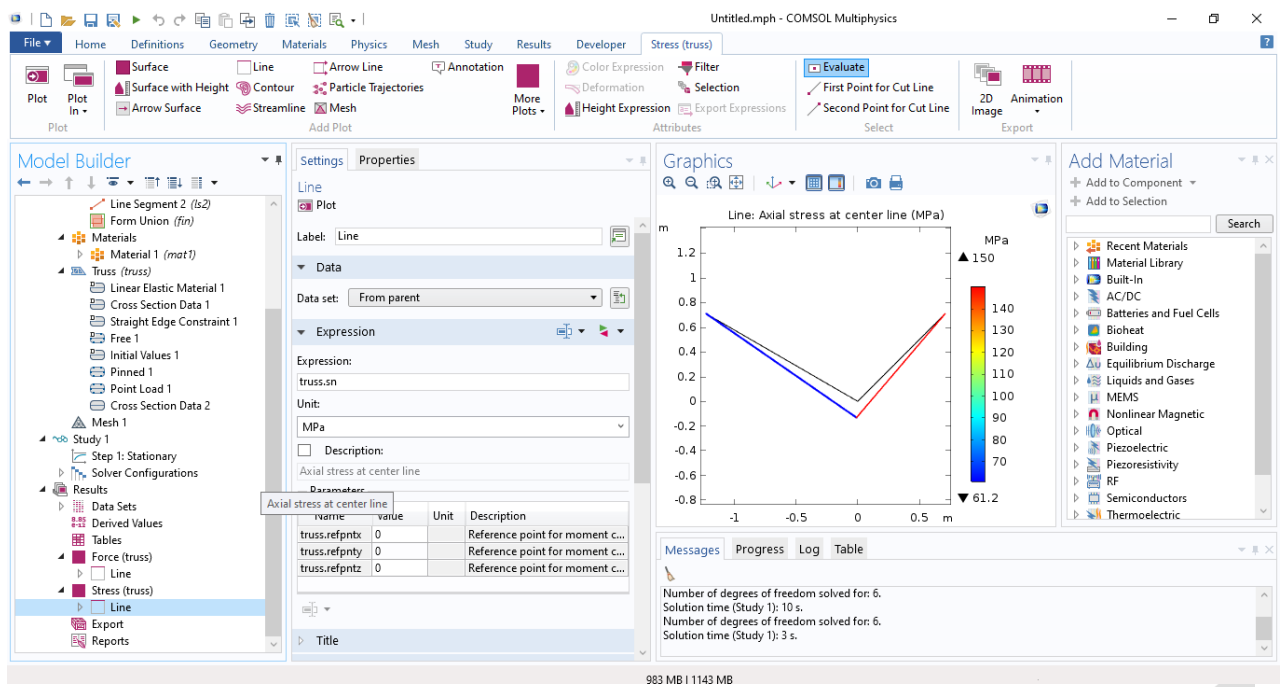 Untitled.mph - COMSOL Multiphysics
File Home Definitions Geometry Materials Physics Mesh Study Results Developer Stress (truss)
Plot
Plot In
Plot
Surface Line Arrow Line Annotation
Surface with Height Contour Particle Trajectories
Arrow Surface Streamline Mesh
More Plots
Add Plot
Color Expression Filter
Deformation Selection
Height Expression Export Expressions
Attributes
Evaluate
First Point for Cut Line
Second Point for Cut Line
Select
2D Image
Animation
Export
Model Builder
Line Segment 2 (ls2)
Form Union (fin)
Materials
Material 1 (mat1)
Truss (truss)
Linear Elastic Material 1
Cross Section Data 1
Straight Edge Constraint 1
Free 1
Initial Values 1
Pinned 1
Point Load 1
Cross Section Data 2
Mesh 1
Study 1
Step 1: Stationary
Solver Configurations
Results
Data Sets
8.85
e-12
Derived Values
Tables
Force (truss)
Line
Stress (truss)
Line
Export
Reports
Settings Properties
Line
Plot
Label: Line
Data
Data set: From parent
Expression
Expression:
truss.sn
Unit:
MPa
Description:
Axial stress at center line
Parameters
Axial stress at center line
Name Value Unit Description
truss.refpntx 0 Reference point for moment c...
truss.refpnty 0 Reference point for moment c...
truss.refpntz 0 Reference point for moment c...
Title
Graphics
Line: Axial stress at center line (MPa)
m
1.2
1
0.8
0.6
0.4
0.2
0
-0.2
-0.4
-0.6
-0.8
-1 -0.5 0 0.5 m
MPa
150
140
130
120
110
100
90
80
70
61.2
Messages Progress Log Table
Number of degrees of freedom solved for: 6.
Solution time (Study 1): 10 s.
Number of degrees of freedom solved for: 6.
Solution time (Study 1): 3 s.
Add Material
Add to Component
Add to Selection
Search
Recent Materials
Material Library
Built-In
AC/DC
Batteries and Fuel Cells
Bioheat
Building
Equilibrium Discharge
Liquids and Gases
MEMS
Nonlinear Magnetic
Optical
Piezoelectric
Piezoresistivity
RF
Semiconductors
Thermoelectric
983 MB | 1143 MB